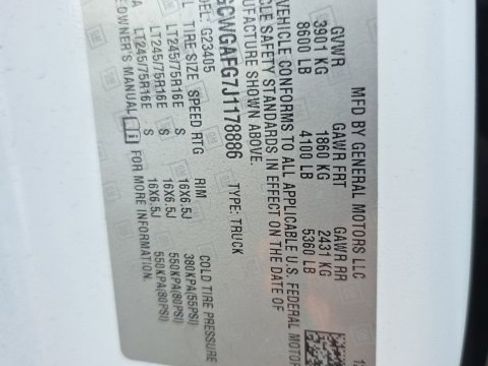 MFD BY GENERAL MOTORS LLC
GVWR GAWR FRT GAWR RR
3901 KG 1860 KG 2431 KG
8600 LB 4100 LB 5360 LB
VEHICLE CONFORMS TO ALL APPLICABLE U.S. FEDERAL MOTOR
CLE SAFETY STANDARDS IN EFFECT ON THE DATE OF
UFACTURE SHOWN ABOVE.
GCWGAFG7J1178886 TYPE: TRUCK
DEL: G23405
TIRE SIZE SPEED RTG RIM COLD TIRE PRESSURE
LT245/75R16E S 16X6.5J 380KPA(55PSI)
LT245/75R16E S 16X6.5J 550KPA(80PSI)
LT245/75R16E S 16X6.5J 550KPA(80PSI)
OWNER'S MANUAL i FOR MORE INFORMATION.